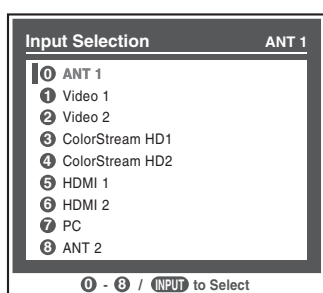 Input Selection ANT 1
0 ANT 1
1 Video 1
2 Video 2
3 ColorStream HD1
4 ColorStream HD2
5 HDMI 1
6 HDMI 2
7 PC
8 ANT 2
0 - 8 / INPUT to Select